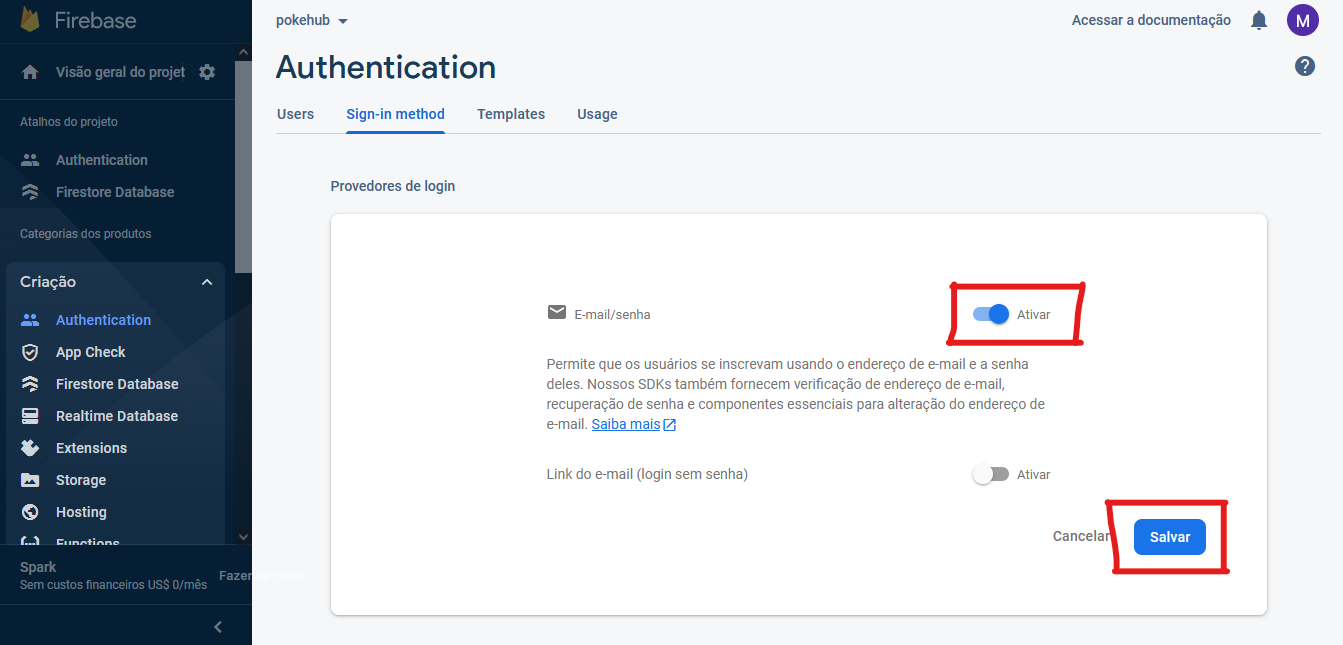 Firebase
Visão geral do projet
Atalhos do projeto
Authentication
Firestore Database
Categorias dos produtos
Criação
Authentication
App Check
Firestore Database
Realtime Database
Extensions
Storage
Hosting
Functions
Spark
Sem custos financeiros US$ 0/mês
Fazer
pokehub
Acessar a documentação
M
Authentication
?
Users Sign-in method Templates Usage
Provedores de login
E-mail/senha
Ativar
Permite que os usuários se inscrevam usando o endereço de e-mail e a senha
deles. Nossos SDKs também fornecem verificação de endereço de e-mail,
recuperação de senha e componentes essenciais para alteração do endereço de
e-mail. Saiba mais
Link do e-mail (login sem senha)
Ativar
Cancelar
Salvar